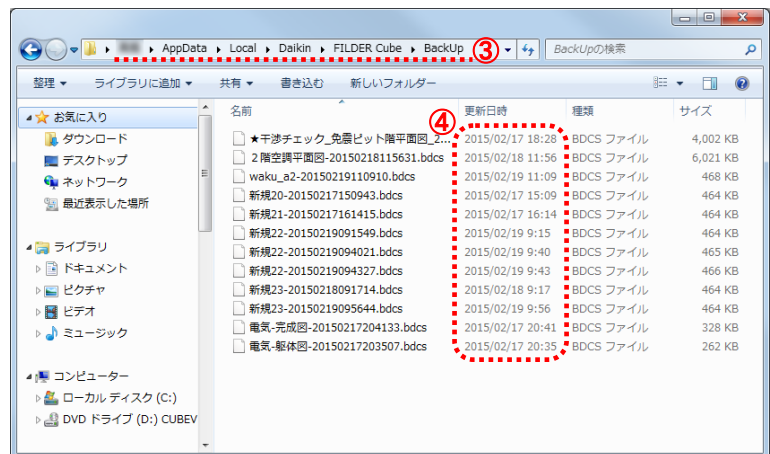 AppData ▸ Local ▸ Daikin ▸ FILDER Cube ▸ BackUp
③
BackUpの検索
整理 ライブラリに追加 共有 書き込む 新しいフォルダー
お気に入り
ダウンロード
デスクトップ
ネットワーク
最近表示した場所
ライブラリ
ドキュメント
ピクチャ
ビデオ
ミュージック
コンピューター
ローカル ディスク (C:)
DVD ドライブ (D:) CUBEV
④
名前 更新日時 種類 サイズ
★干渉チェック_免震ピット階平面図_2... 2015/02/17 18:28 BDCS ファイル 4,002 KB
２階空調平面図-20150218115631.bdcs 2015/02/18 11:56 BDCS ファイル 6,021 KB
waku_a2-20150219110910.bdcs 2015/02/19 11:09 BDCS ファイル 468 KB
新規20-20150217150943.bdcs 2015/02/17 15:09 BDCS ファイル 464 KB
新規21-20150217161415.bdcs 2015/02/17 16:14 BDCS ファイル 464 KB
新規22-20150219091549.bdcs 2015/02/19 9:15 BDCS ファイル 464 KB
新規22-20150219094021.bdcs 2015/02/19 9:40 BDCS ファイル 465 KB
新規22-20150219094327.bdcs 2015/02/19 9:43 BDCS ファイル 466 KB
新規23-20150218091714.bdcs 2015/02/18 9:17 BDCS ファイル 464 KB
新規23-20150219095644.bdcs 2015/02/19 9:56 BDCS ファイル 464 KB
電気-完成図-20150217204133.bdcs 2015/02/17 20:41 BDCS ファイル 328 KB
電気-躯体図-20150217203507.bdcs 2015/02/17 20:35 BDCS ファイル 262 KB